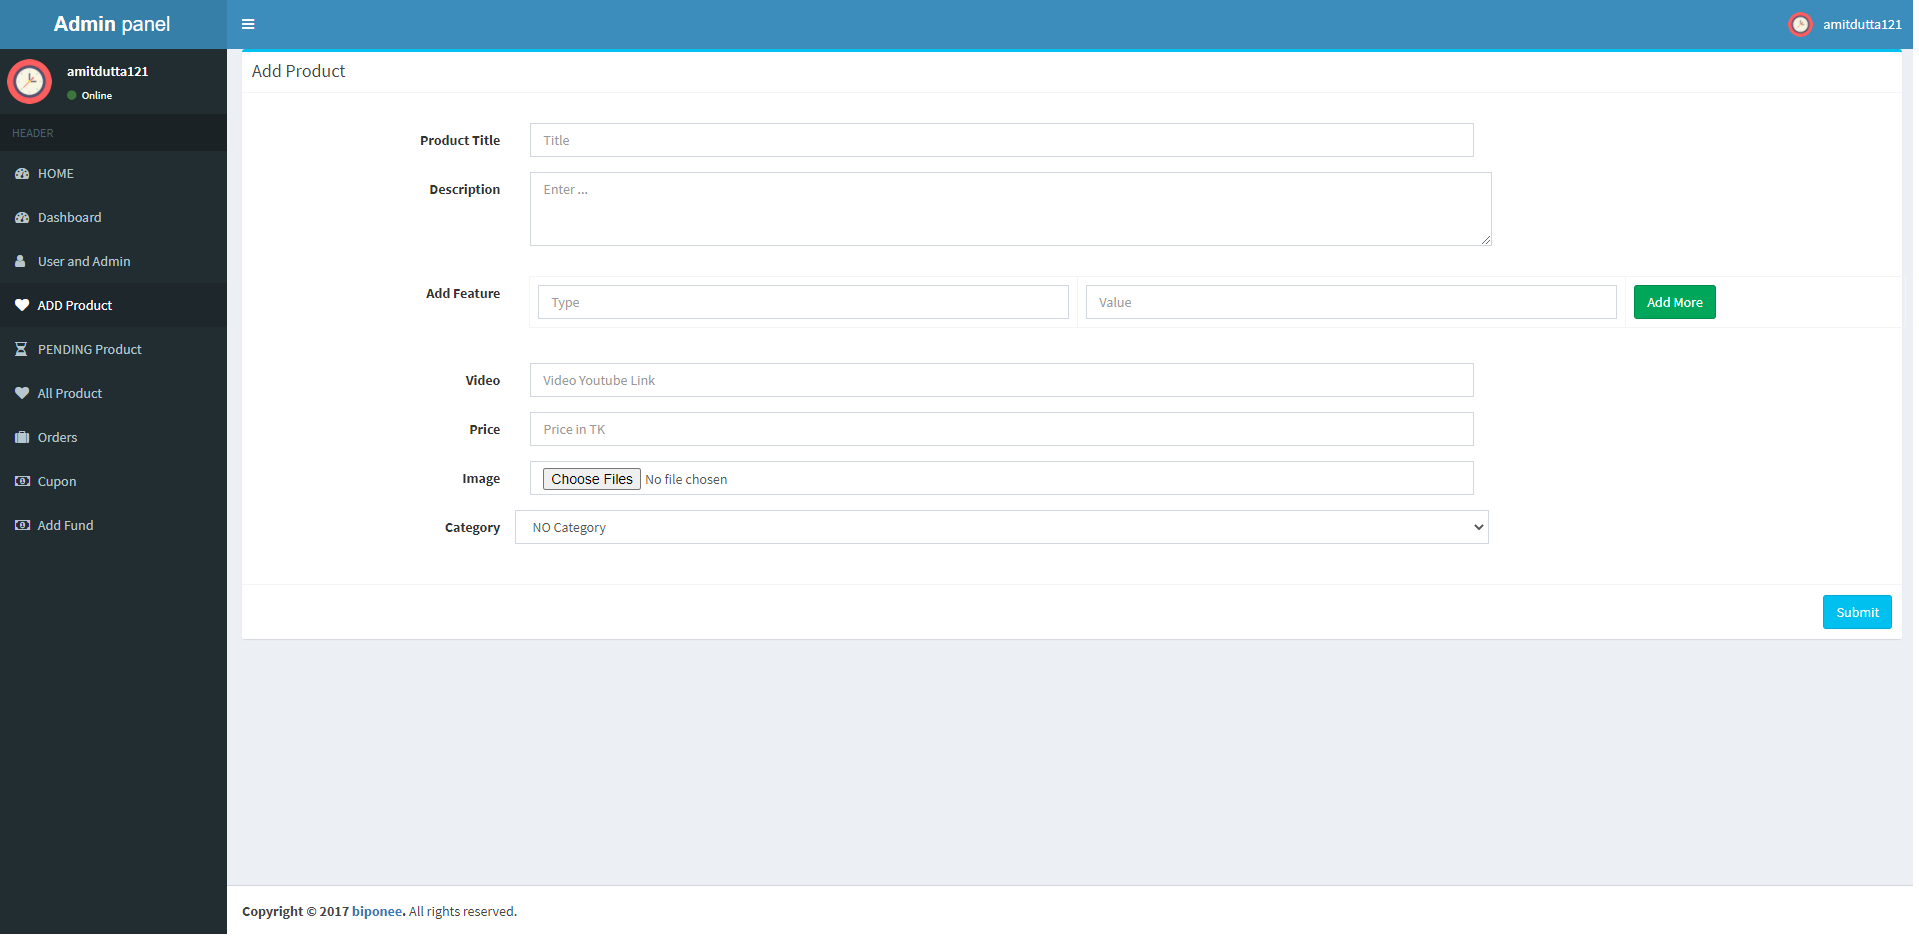 Admin panel
amitdutta121
amitdutta121
Online
HEADER
HOME
Dashboard
User and Admin
ADD Product
PENDING Product
All Product
Orders
Cupon
Add Fund
Add Product
Product Title
Title
Description
Enter ...
Add Feature
Type
Value
Add More
Video
Video Youtube Link
Price
Price in TK
Image
Choose Files No file chosen
Category
NO Category
Submit
Copyright © 2017 biponee. All rights reserved.